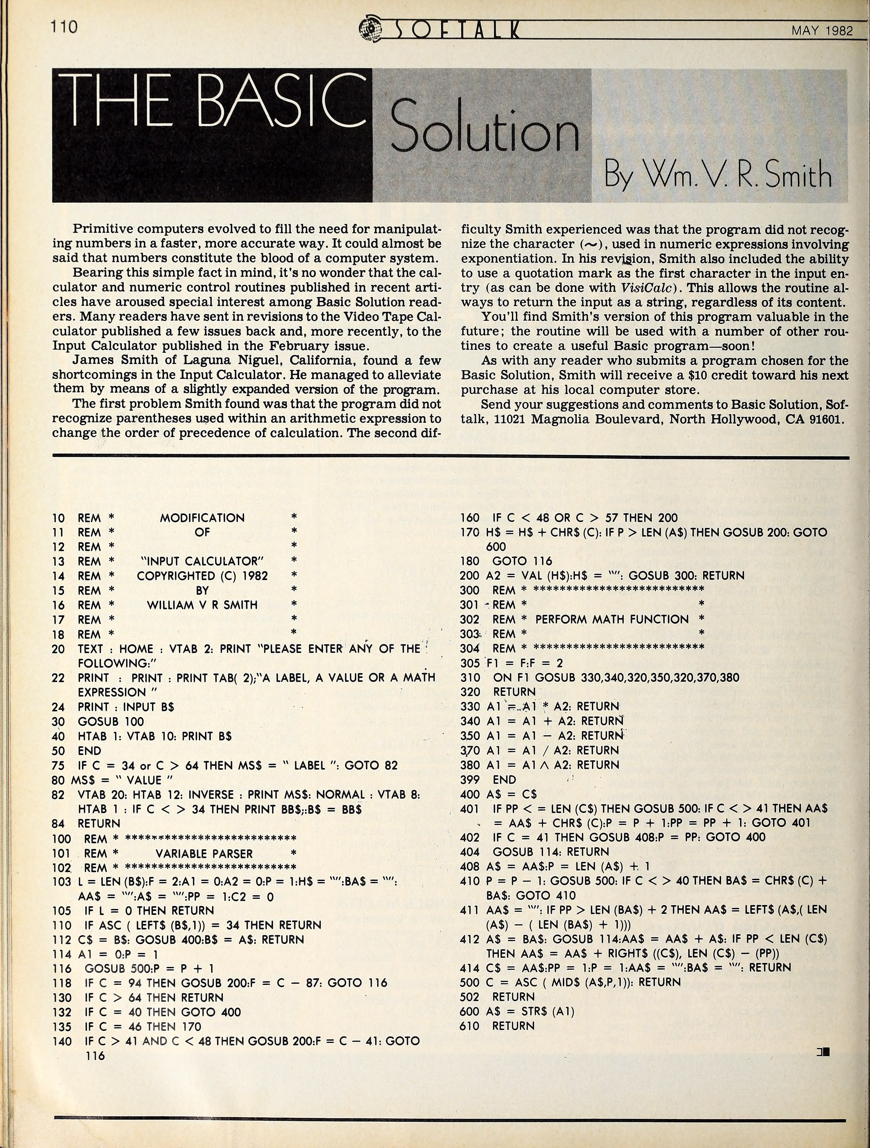 110
SOFTALK
MAY 1982
THE BASIC
Solution
By Wm. V. R. Smith
Primitive computers evolved to fill the need for manipulat-
ing numbers in a faster, more accurate way. It could almost be
said that numbers constitute the blood of a computer system.
Bearing this simple fact in mind, it's no wonder that the cal-
culator and numeric control routines published in recent arti-
cles have aroused special interest among Basic Solution read-
ers. Many readers have sent in revisions to the Video Tape Cal-
culator published a few issues back and, more recently, to the
Input Calculator published in the February issue.
James Smith of Laguna Niguel, California, found a few
shortcomings in the Input Calculator. He managed to alleviate
them by means of a slightly expanded version of the program.
The first problem Smith found was that the program did not
recognize parentheses used within an arithmetic expression to
change the order of precedence of calculation. The second dif-
ficulty Smith experienced was that the program did not recog-
nize the character (~), used in numeric expressions involving
exponentiation. In his revision, Smith also included the ability
to use a quotation mark as the first character in the input en-
try (as can be done with VisiCalc). This allows the routine al-
ways to return the input as a string, regardless of its content.
You'll find Smith's version of this program valuable in the
future; the routine will be used with a number of other rou-
tines to create a useful Basic program—soon!
As with any reader who submits a program chosen for the
Basic Solution, Smith will receive a $10 credit toward his next
purchase at his local computer store.
Send your suggestions and comments to Basic Solution, Sof-
talk, 11021 Magnolia Boulevard, North Hollywood, CA 91601.
10 REM * MODIFICATION *
11 REM * OF *
12 REM * *
13 REM * "INPUT CALCULATOR" *
14 REM * COPYRIGHTED (C) 1982 *
15 REM * BY *
16 REM * WILLIAM V R SMITH *
17 REM * *
18 REM * *
20 TEXT : HOME : VTAB 2: PRINT "PLEASE ENTER ANY OF THE
FOLLOWING:"
22 PRINT : PRINT : PRINT TAB( 2);"A LABEL, A VALUE OR A MATH
EXPRESSION "
24 PRINT : INPUT B$
30 GOSUB 100
40 HTAB 1: VTAB 10: PRINT B$
50 END
75 IF C = 34 or C > 64 THEN MS$ = " LABEL ": GOTO 82
80 MS$ = " VALUE "
82 VTAB 20: HTAB 12: INVERSE : PRINT MS$: NORMAL : VTAB 8:
HTAB 1 : IF C < > 34 THEN PRINT BB$;:B$ = BB$
84 RETURN
100 REM * **************************
101 REM * VARIABLE PARSER *
102 REM * **************************
103 L = LEN (B$):F = 2:A1 = 0:A2 = 0:P = 1:H$ = "":BA$ = "":
AA$ = "":A$ = "":PP = 1:C2 = 0
105 IF L = 0 THEN RETURN
110 IF ASC ( LEFT$ (B$,1)) = 34 THEN RETURN
112 C$ = B$: GOSUB 400:B$ = A$: RETURN
114 A1 = 0:P = 1
116 GOSUB 500:P = P + 1
118 IF C = 94 THEN GOSUB 200:F = C - 87: GOTO 116
130 IF C > 64 THEN RETURN
132 IF C = 40 THEN GOTO 400
135 IF C = 46 THEN 170
140 IF C > 41 AND C < 48 THEN GOSUB 200:F = C - 41: GOTO
116
160 IF C < 48 OR C > 57 THEN 200
170 H$ = H$ + CHR$ (C): IF P > LEN (A$) THEN GOSUB 200: GOTO
600
180 GOTO 116
200 A2 = VAL (H$):H$ = "": GOSUB 300: RETURN
300 REM * **************************
301 REM * *
302 REM * PERFORM MATH FUNCTION *
303 REM * *
304 REM * **************************
305 F1 = F:F = 2
310 ON F1 GOSUB 330,340,320,350,320,370,380
320 RETURN
330 A1 = A1 * A2: RETURN
340 A1 = A1 + A2: RETURN
350 A1 = A1 - A2: RETURN
370 A1 = A1 / A2: RETURN
380 A1 = A1 ∧ A2: RETURN
399 END
400 A$ = C$
401 IF PP < = LEN (C$) THEN GOSUB 500: IF C < > 41 THEN AA$
= AA$ + CHR$ (C):P = P + 1:PP = PP + 1: GOTO 401
402 IF C = 41 THEN GOSUB 408:P = PP: GOTO 400
404 GOSUB 114: RETURN
408 A$ = AA$:P = LEN (A$) + 1
410 P = P - 1: GOSUB 500: IF C < > 40 THEN BA$ = CHR$ (C) +
BA$: GOTO 410
411 AA$ = "": IF PP > LEN (BA$) + 2 THEN AA$ = LEFT$ (A$,( LEN
(A$) - ( LEN (BA$) + 1)))
412 A$ = BA$: GOSUB 114:AA$ = AA$ + A$: IF PP < LEN (C$)
THEN AA$ = AA$ + RIGHT$ ((C$), LEN (C$) - (PP))
414 C$ = AA$:PP = 1:P = 1:AA$ = "":BA$ = "": RETURN
500 C = ASC ( MID$ (A$,P,1)): RETURN
502 RETURN
600 A$ = STR$ (A1)
610 RETURN